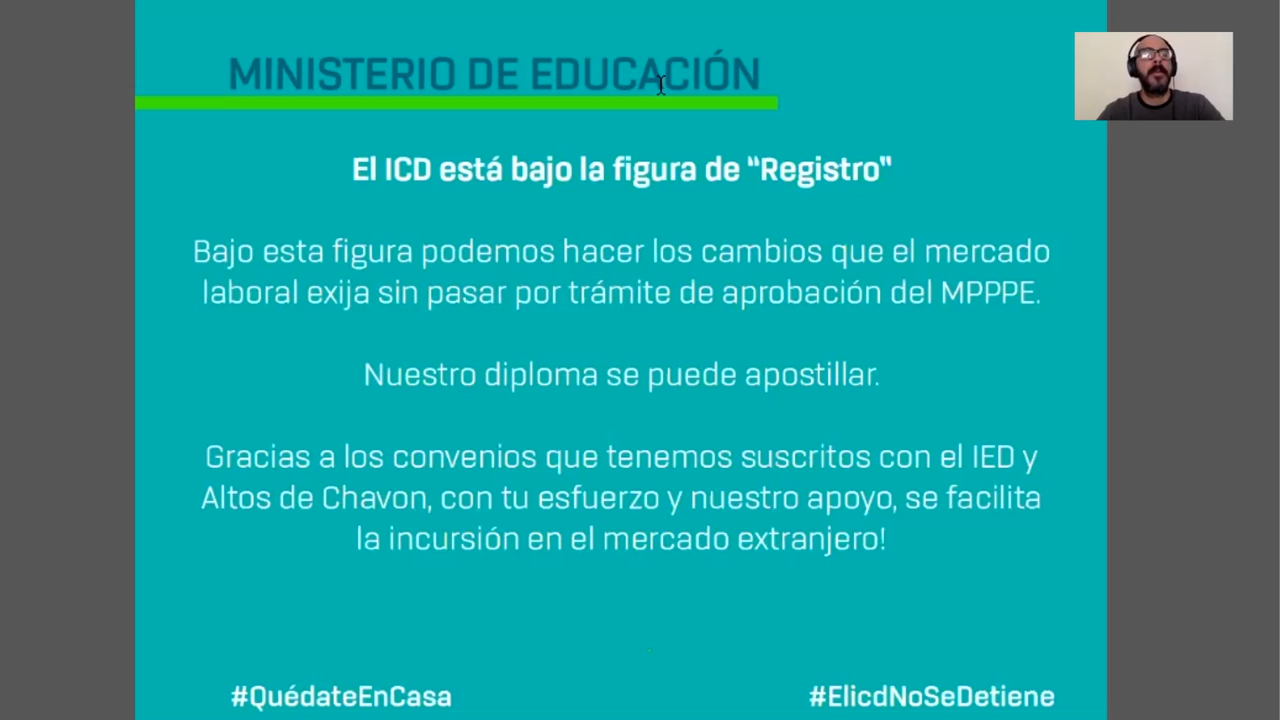 MINISTERIO DE EDUCACIÓN
El ICD está bajo la figura de “Registro"
Bajo esta figura podemos hacer los cambios que el mercado
laboral exija sin pasar por trámite de aprobación del MPPPE.
Nuestro diploma se puede apostillar.
Gracias a los convenios que tenemos suscritos con el IED y
Altos de Chavon, con tu esfuerzo y nuestro apoyo, se facilita
la incursión en el mercado extranjero!
#QuédateEnCasa
#ElicdNoSeDetiene